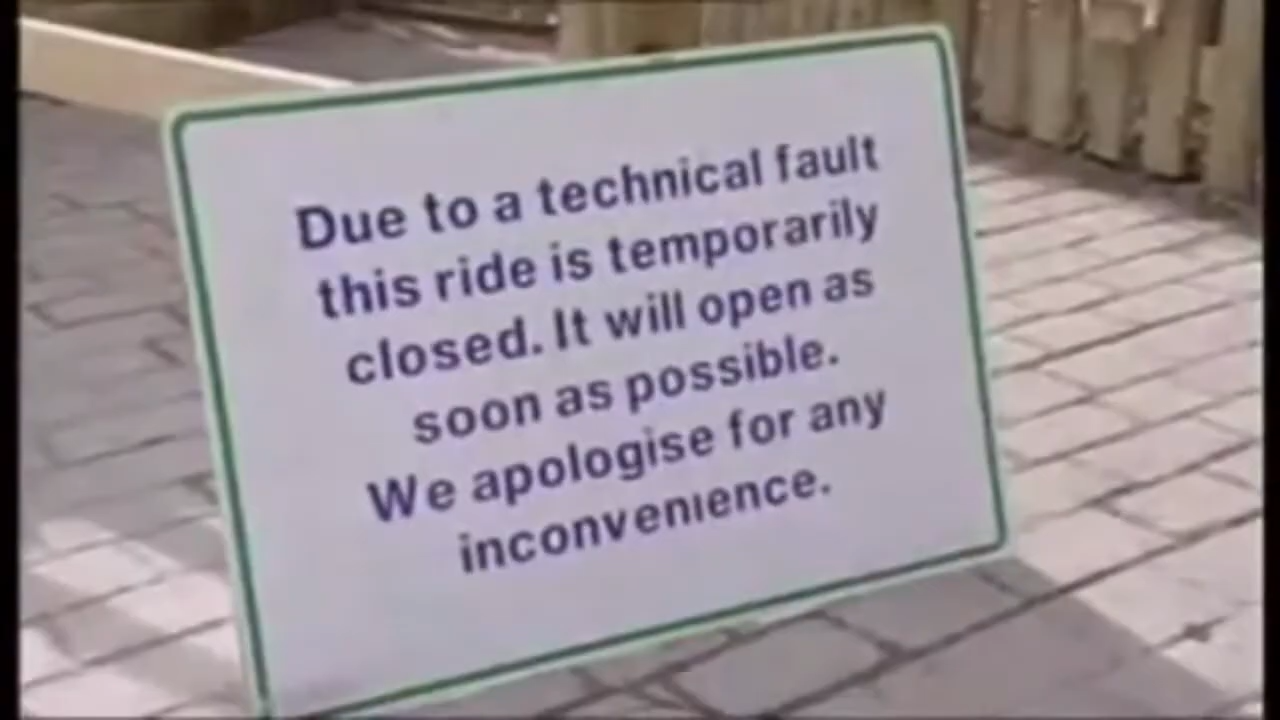 Due to a technical fault
this ride is temporarily
closed. It will open as
soon as possible.
We apologise for any
inconvenience.